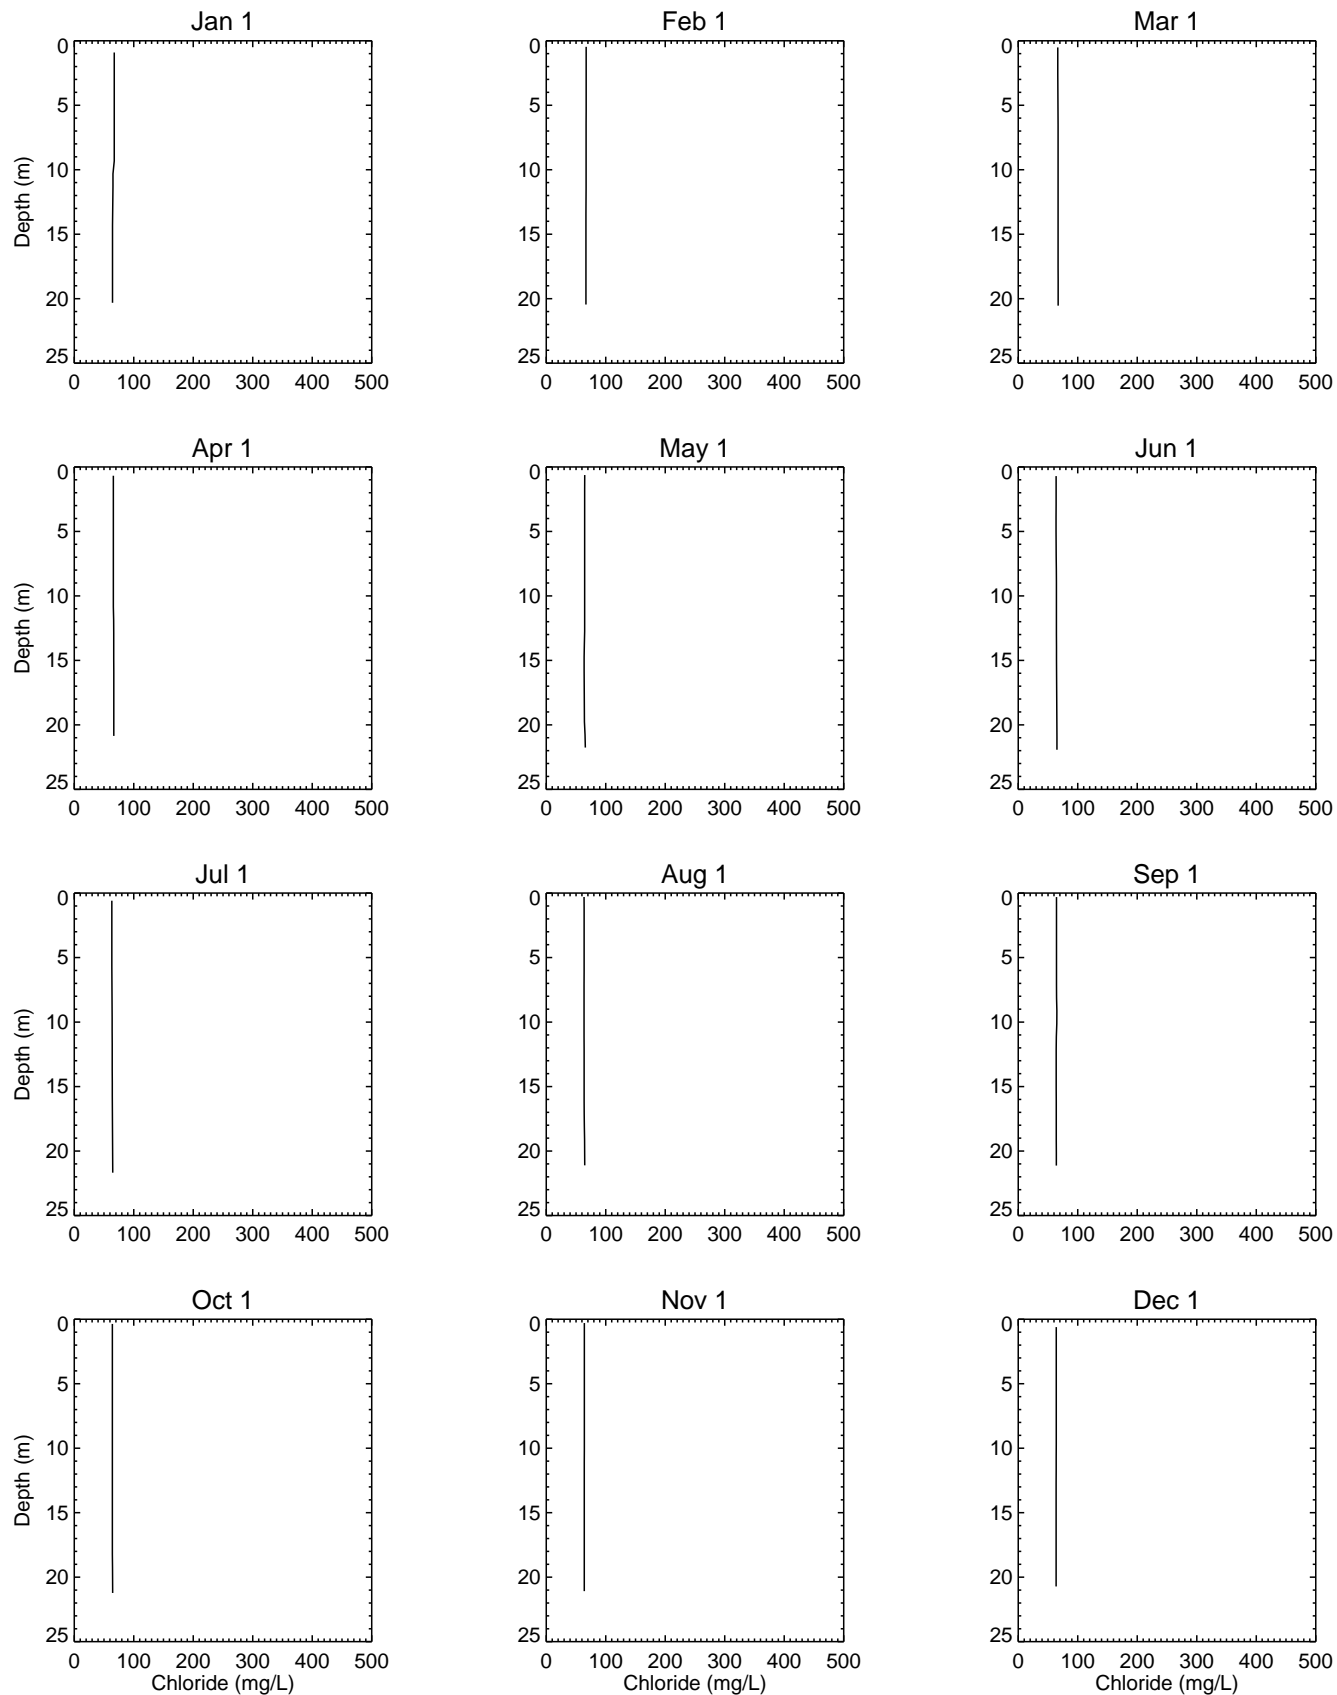 Jan 1 Feb 1 Mar 1
0 0 0
5 5 5
10 10 10
15 15 15
20 20 20
25 25 25
Depth (m)
0 100 200 300 400 500 0 100 200 300 400 500 0 100 200 300 400 500
Apr 1 May 1 Jun 1
0 0 0
5 5 5
10 10 10
15 15 15
20 20 20
25 25 25
Depth (m)
0 100 200 300 400 500 0 100 200 300 400 500 0 100 200 300 400 500
Jul 1 Aug 1 Sep 1
0 0 0
5 5 5
10 10 10
15 15 15
20 20 20
25 25 25
Depth (m)
0 100 200 300 400 500 0 100 200 300 400 500 0 100 200 300 400 500
Oct 1 Nov 1 Dec 1
0 0 0
5 5 5
10 10 10
15 15 15
20 20 20
25 25 25
Depth (m)
0 100 200 300 400 500 0 100 200 300 400 500 0 100 200 300 400 500
Chloride (mg/L) Chloride (mg/L) Chloride (mg/L)